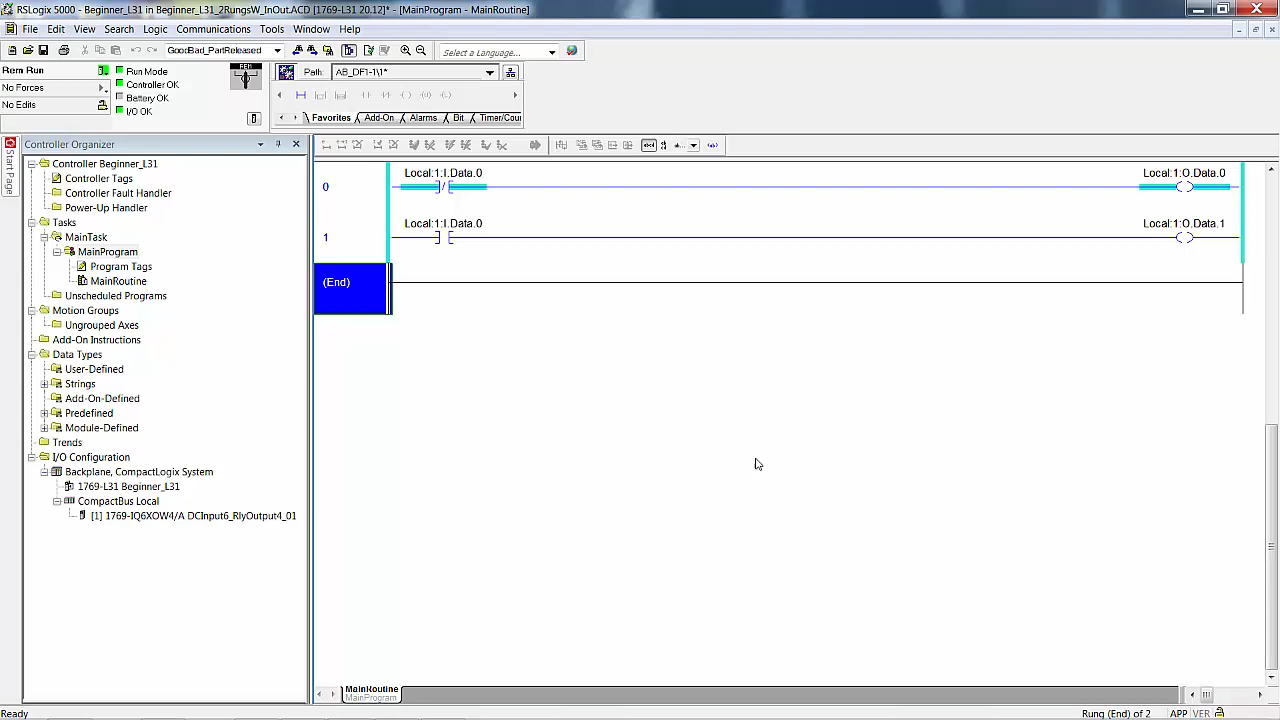 RSLogix 5000 - Beginner_L31 in Beginner_L31_2RungsW_InOut.ACD [1769-L31 20.12]* - [MainProgram - MainRoutine]
File Edit View Search Logic Communications Tools Window Help
GoodBad_PartReleased
Select a Language...
Rem Run
No Forces
No Edits
Run Mode
Controller OK
Battery OK
I/O OK
REM
Path: AB_DF1-1\1*
Favorites Add-On Alarms Bit Timer/Cou
Start Page
Controller Organizer
Controller Beginner_L31
Controller Tags
Controller Fault Handler
Power-Up Handler
Tasks
MainTask
MainProgram
Program Tags
MainRoutine
Unscheduled Programs
Motion Groups
Ungrouped Axes
Add-On Instructions
Data Types
User-Defined
Strings
Add-On-Defined
Predefined
Module-Defined
Trends
I/O Configuration
Backplane, CompactLogix System
1769-L31 Beginner_L31
CompactBus Local
[1] 1769-IQ6XOW4/A DCInput6_RlyOutput4_01
Local:1:I.Data.0 Local:1:O.Data.0
0
Local:1:I.Data.0 Local:1:O.Data.1
1
(End)
MainRoutine
MainProgram
Ready
Rung (End) of 2 APP VER